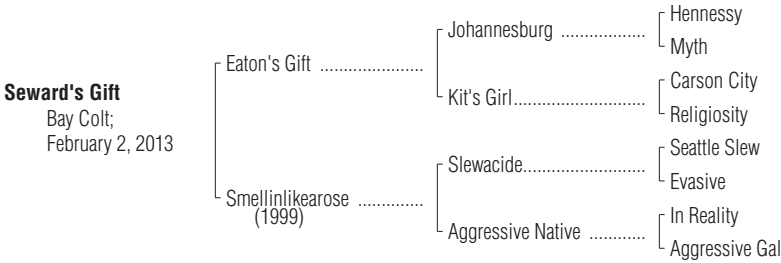 Hennessy
Johannesburg ..................
Myth
Eaton's Gift ......................
Carson City
Kit's Girl............................
Religiosity
Seward's Gift
Bay Colt;
February 2, 2013
Seattle Slew
Slewacide..........................
Evasive
Smellinlikearose ..............
(1999)
In Reality
Aggressive Native ............
Aggressive Gal